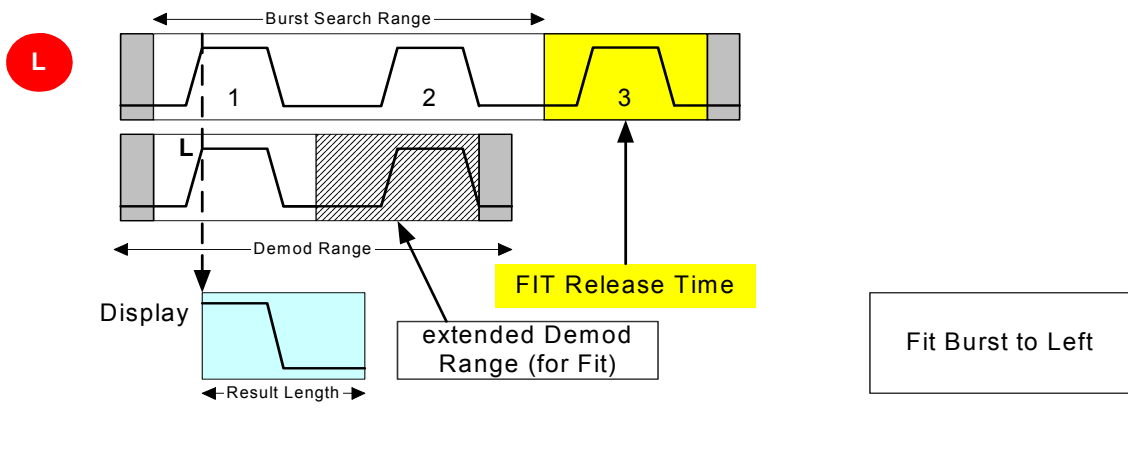 Burst Search Range
L
1
2
3
L
Demod Range
FIT Release Time
Display
extended Demod
Range (for Fit)
Fit Burst to Left
Result Length